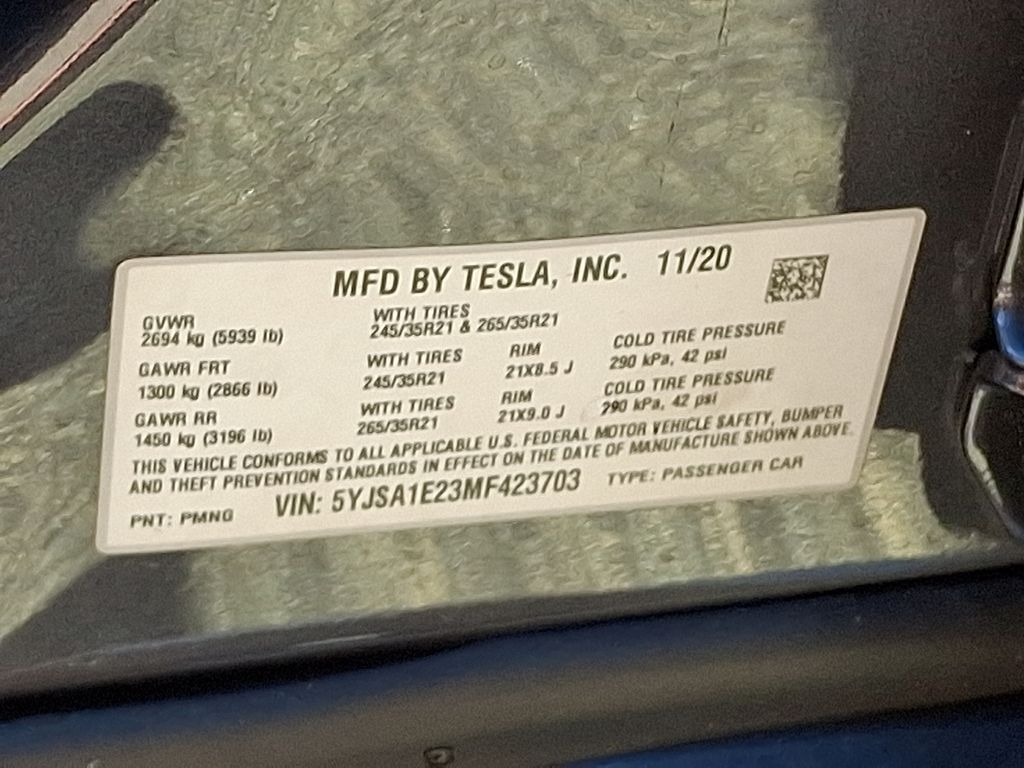 MFD BY TESLA, INC. 11/20
GVWR WITH TIRES
2694 kg (5939 lb) 245/35R21 & 265/35R21
GAWR FRT WITH TIRES RIM COLD TIRE PRESSURE
1300 kg (2866 lb) 245/35R21 21X8.5 J 290 kPa, 42 psi
GAWR RR WITH TIRES RIM COLD TIRE PRESSURE
1450 kg (3196 lb) 265/35R21 21X9.0 J 290 kPa, 42 psi
THIS VEHICLE CONFORMS TO ALL APPLICABLE U.S. FEDERAL MOTOR VEHICLE SAFETY, BUMPER
AND THEFT PREVENTION STANDARDS IN EFFECT ON THE DATE OF MANUFACTURE SHOWN ABOVE.
PNT: PMNG VIN: 5YJSA1E23MF423703 TYPE: PASSENGER CAR